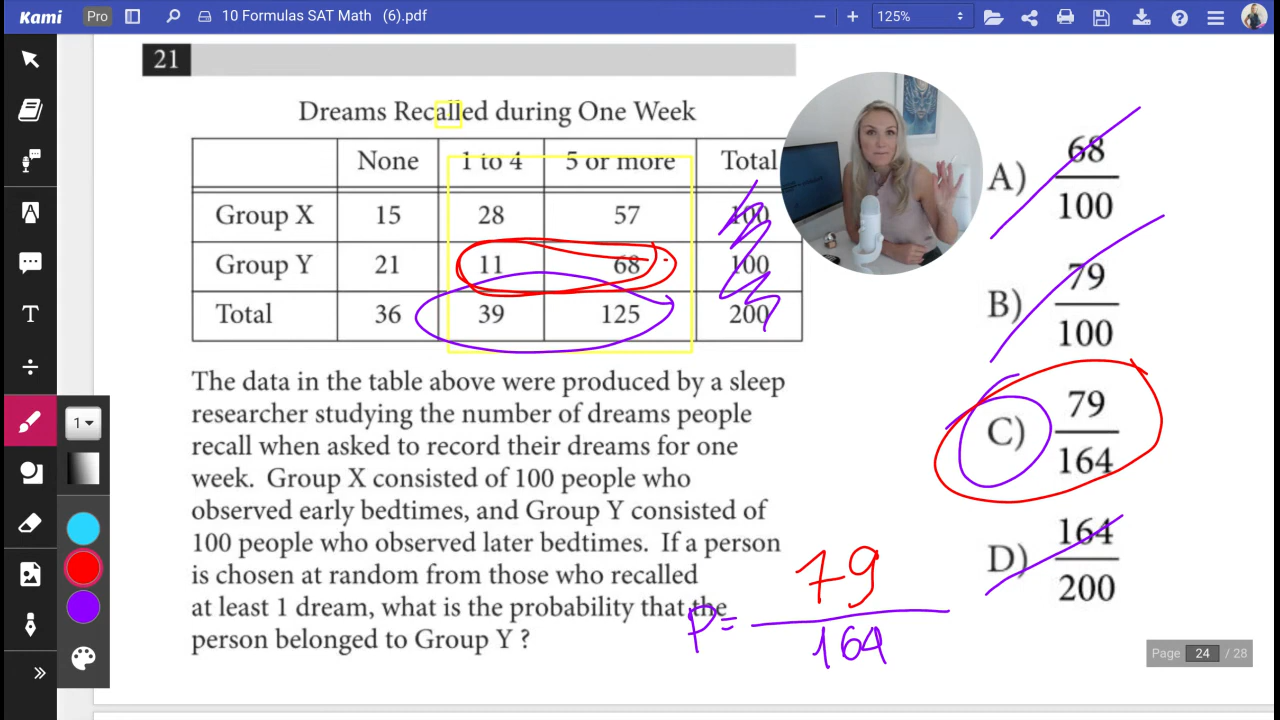 Kami Pro 10 Formulas SAT Math (6).pdf 125%
21
Dreams Recalled during One Week
None 1 to 4 5 or more Total
Group X 15 28 57 100
Group Y 21 11 68 100
Total 36 39 125 200
The data in the table above were produced by a sleep
researcher studying the number of dreams people
recall when asked to record their dreams for one
week. Group X consisted of 100 people who
observed early bedtimes, and Group Y consisted of
100 people who observed later bedtimes. If a person
is chosen at random from those who recalled
at least 1 dream, what is the probability that the
person belonged to Group Y ?
P = 79
164
A) 68
100
B) 79
100
C) 79
164
D) 164
200
1
T
A
Page 24 / 28